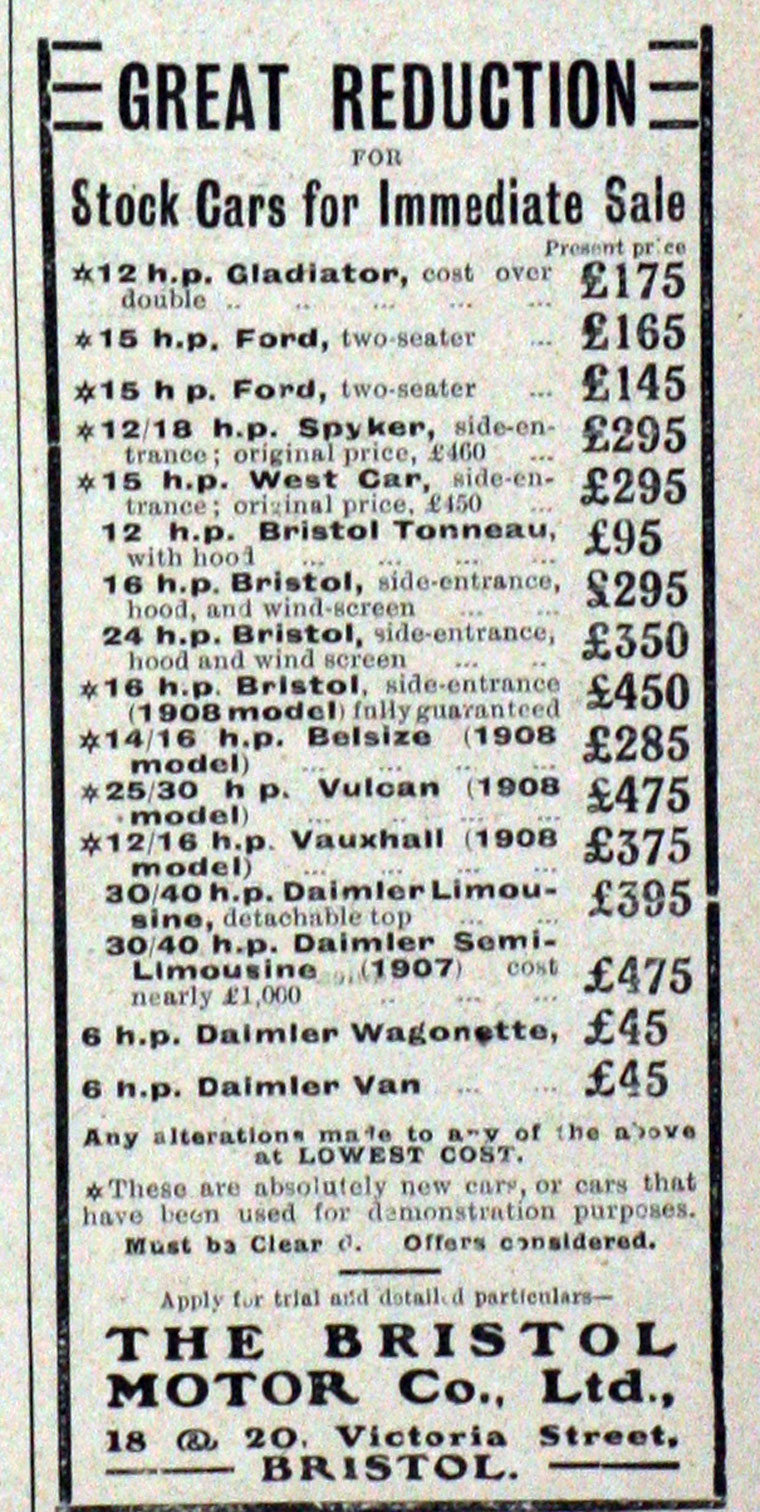 GREAT REDUCTION
FOR
Stock Cars for Immediate Sale
Present price
*12 h.p. Gladiator, cost over £175
double .. .. ... ... ...
*15 h.p. Ford, two-seater ... £165
*15 h p. Ford, two-seater ... £145
*12/18 h.p. Spyker, side-en- £295
trance; original price, £460 ...
*15 h.p. West Car, side-en- £295
trance; original price, £450 ...
12 h.p. Bristol Tonneau, £95
with hood ... ... ... ...
16 h.p. Bristol, side-entrance, £295
hood, and wind-screen ... ...
24 h.p. Bristol, side-entrance, £350
hood and wind screen ... ..
*16 h.p. Bristol, side-entrance £450
(1908 model) fully guaranteed
*14/16 h.p. Belsize (1908 £285
model) ... ... ... ...
*25/30 h p. Vulcan (1908 £475
model) ... .. ... ...
*12/16 h.p. Vauxhall (1908 £375
model) ... ... ... ...
30/40 h.p. Daimler Limou- £395
sine, detachable top ... ...
30/40 h.p. Daimler Semi-
Limousine (1907) cost £475
nearly £1,000 .. ... ...
6 h.p. Daimler Wagonette, £45
6 h.p. Daimler Van ... ... £45
Any alterations made to any of the above
at LOWEST COST.
*These are absolutely new cars, or cars that
have been used for demonstration purposes.
Must be Clear d. Offers considered.
Apply for trial and detailed particulars—
THE BRISTOL
MOTOR Co., Ltd.,
18 & 20, Victoria Street,
BRISTOL.